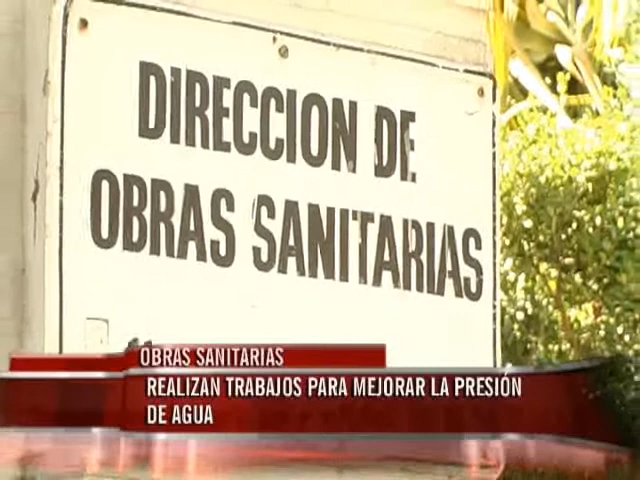 DIRECCION DE
OBRAS SANITARIAS
OBRAS SANITARIAS
REALIZAN TRABAJOS PARA MEJORAR LA PRESIÓN
DE AGUA